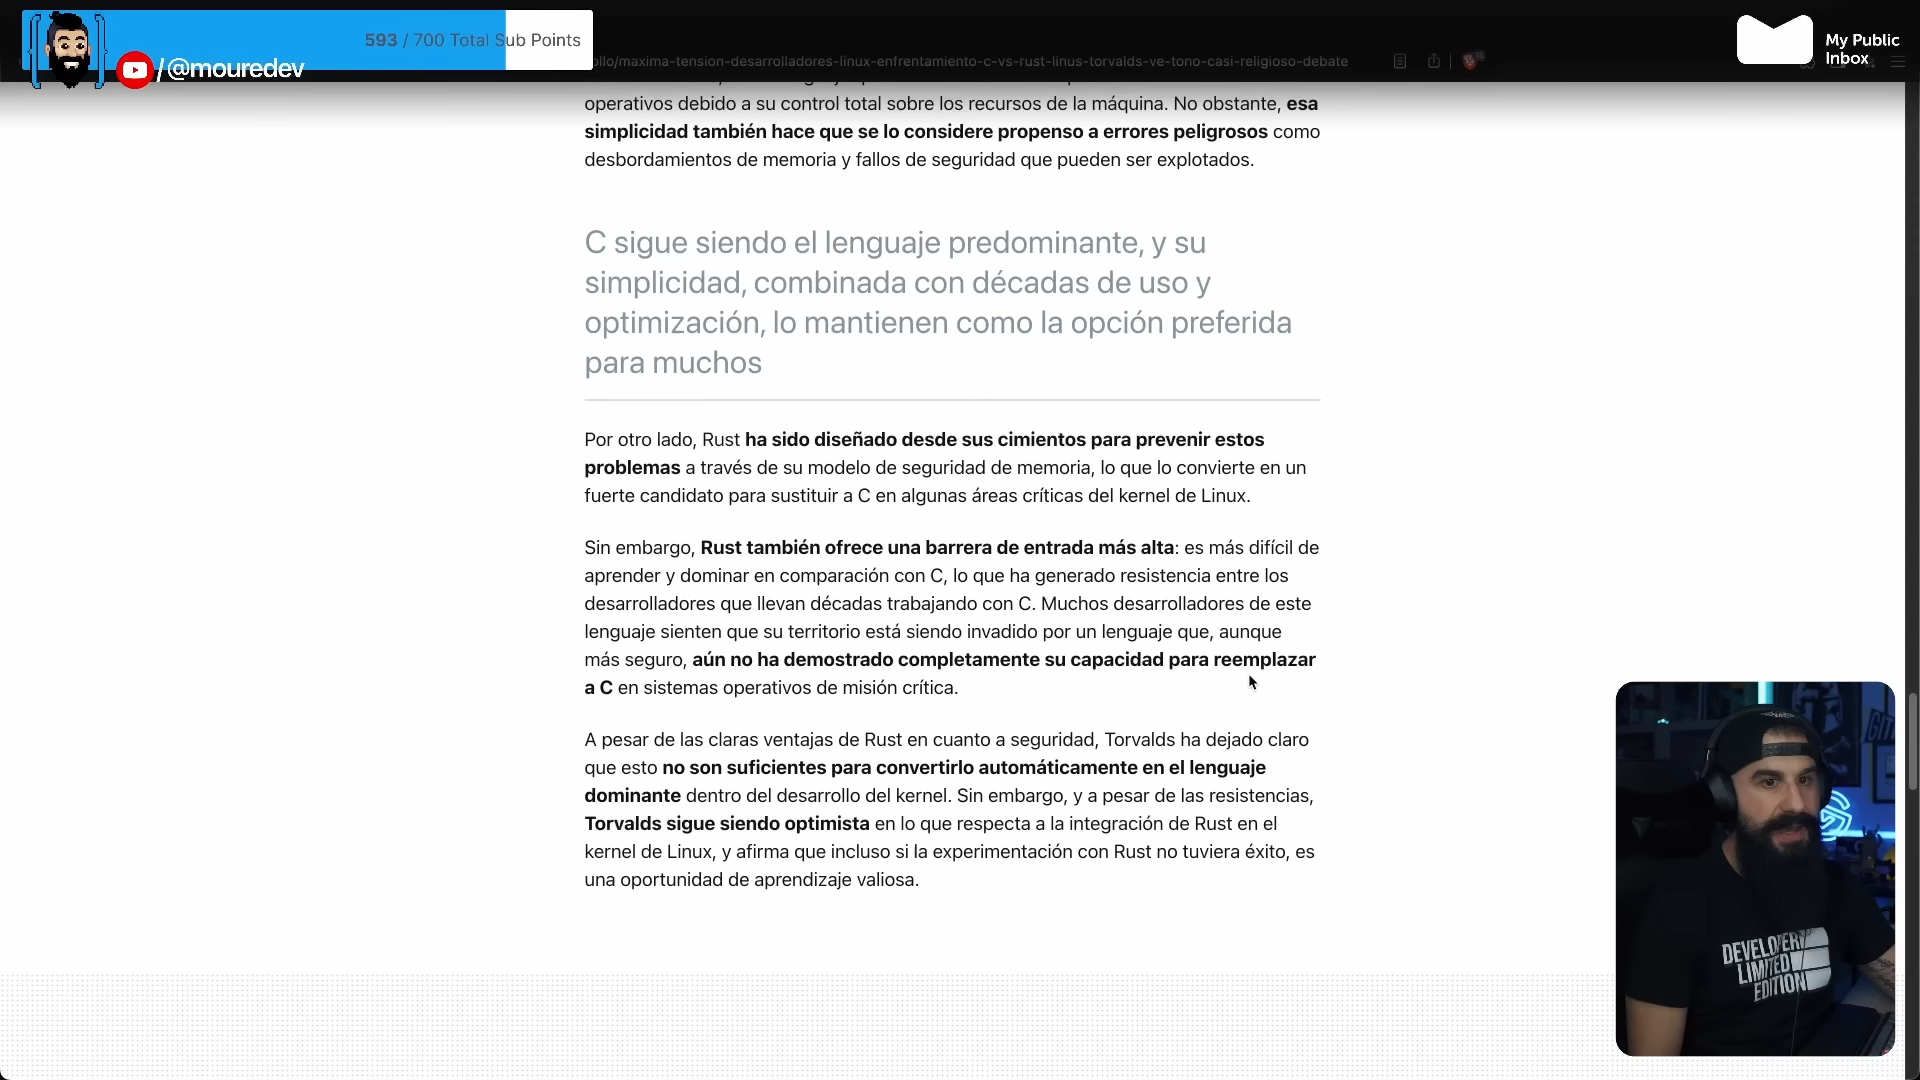 593 / 700 Total Sub Points
/ @mouredev
ollo/maxima-tension-desarrolladores-linux-enfrentamiento-c-vs-rust-linus-torvalds-ve-tono-casi-religioso-debate
My Public
Inbox
operativos debido a su control total sobre los recursos de la máquina. No obstante, esa
simplicidad también hace que se lo considere propenso a errores peligrosos como
desbordamientos de memoria y fallos de seguridad que pueden ser explotados.
C sigue siendo el lenguaje predominante, y su
simplicidad, combinada con décadas de uso y
optimización, lo mantienen como la opción preferida
para muchos
Por otro lado, Rust ha sido diseñado desde sus cimientos para prevenir estos
problemas a través de su modelo de seguridad de memoria, lo que lo convierte en un
fuerte candidato para sustituir a C en algunas áreas críticas del kernel de Linux.
Sin embargo, Rust también ofrece una barrera de entrada más alta: es más difícil de
aprender y dominar en comparación con C, lo que ha generado resistencia entre los
desarrolladores que llevan décadas trabajando con C. Muchos desarrolladores de este
lenguaje sienten que su territorio está siendo invadido por un lenguaje que, aunque
más seguro, aún no ha demostrado completamente su capacidad para reemplazar
a C en sistemas operativos de misión crítica.
A pesar de las claras ventajas de Rust en cuanto a seguridad, Torvalds ha dejado claro
que esto no son suficientes para convertirlo automáticamente en el lenguaje
dominante dentro del desarrollo del kernel. Sin embargo, y a pesar de las resistencias,
Torvalds sigue siendo optimista en lo que respecta a la integración de Rust en el
kernel de Linux, y afirma que incluso si la experimentación con Rust no tuviera éxito, es
una oportunidad de aprendizaje valiosa.
DEVELOPER
LIMITED
EDITION